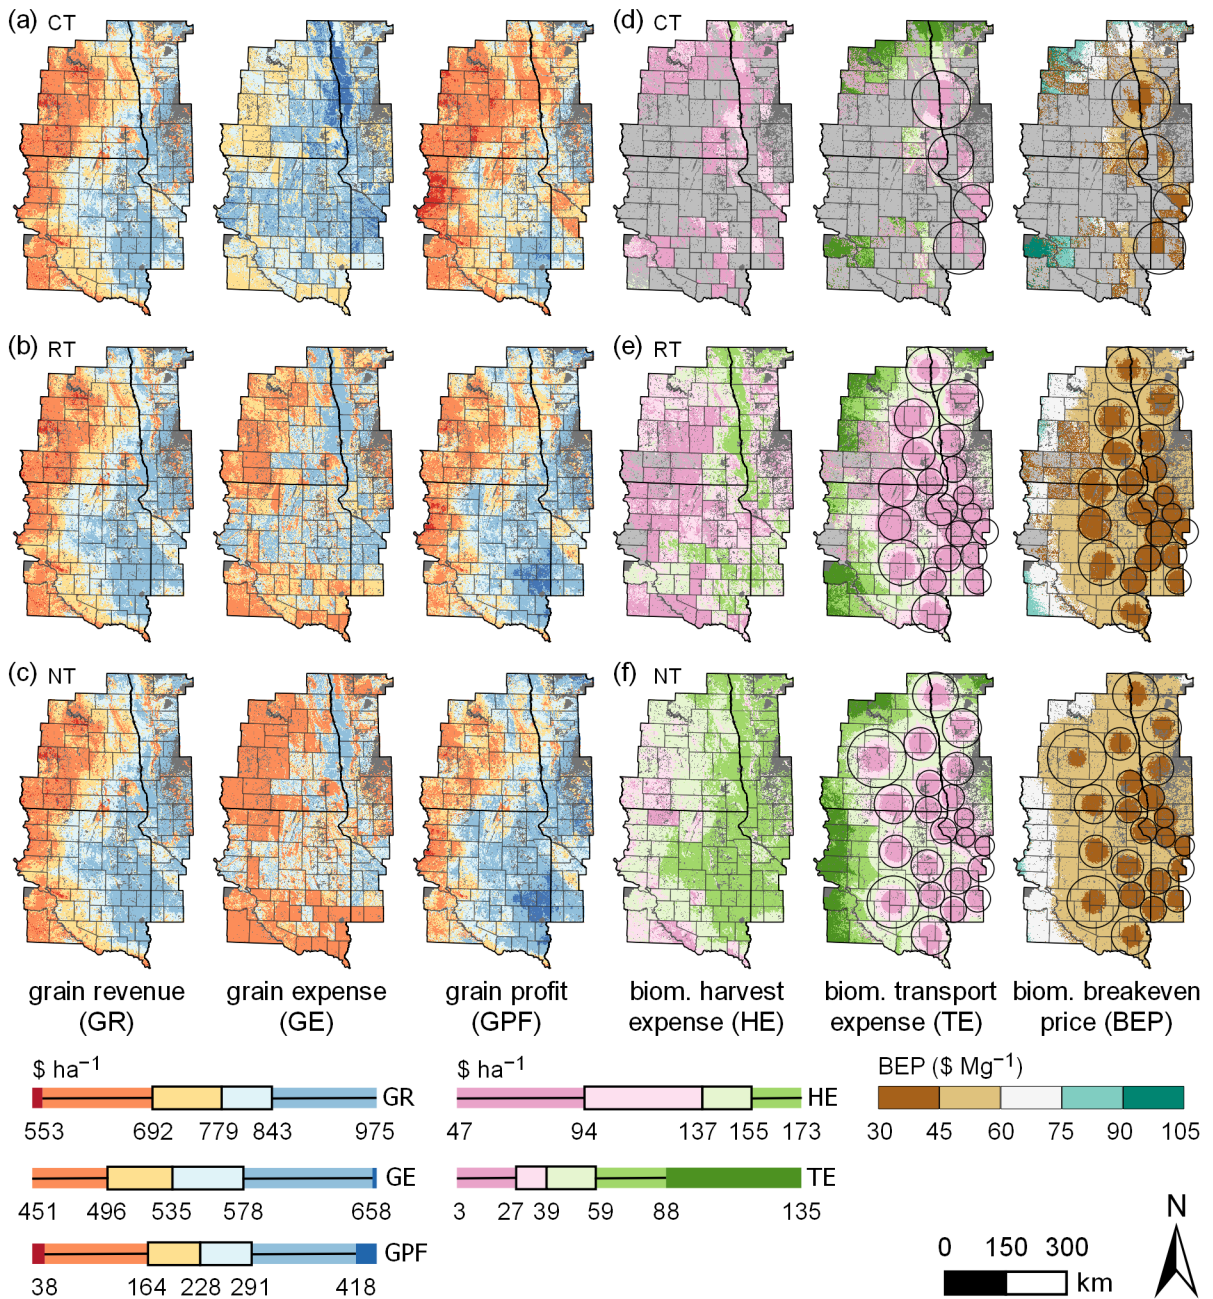 (a) CT
(d) CT
(b) RT
(e) RT
(c) NT
(f) NT
grain revenue
(GR)
grain expense
(GE)
grain profit
(GPF)
biom. harvest
expense (HE)
biom. transport
expense (TE)
biom. breakeven
price (BEP)
$ ha⁻¹
GR
553 692 779 843 975
GE
451 496 535 578 658
GPF
38 164 228 291 418
$ ha⁻¹
HE
47 94 137 155 173
TE
3 27 39 59 88 135
BEP ($ Mg⁻¹)
30 45 60 75 90 105
0 150 300
km
N